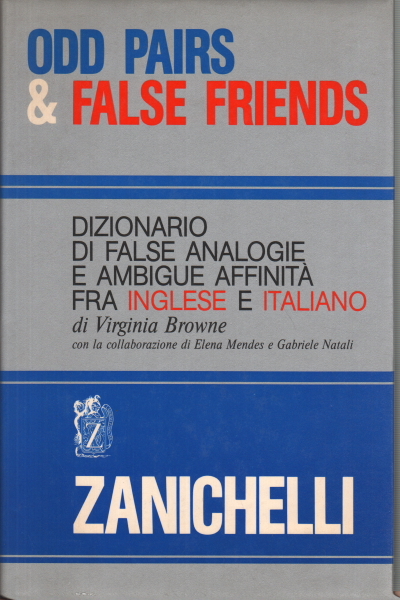 ODD PAIRS
& FALSE FRIENDS
DIZIONARIO
DI FALSE ANALOGIE
E AMBIGUE AFFINITÀ
FRA INGLESE E ITALIANO
di Virginia Browne
con la collaborazione di Elena Mendes e Gabriele Natali
Z
ZANICHELLI